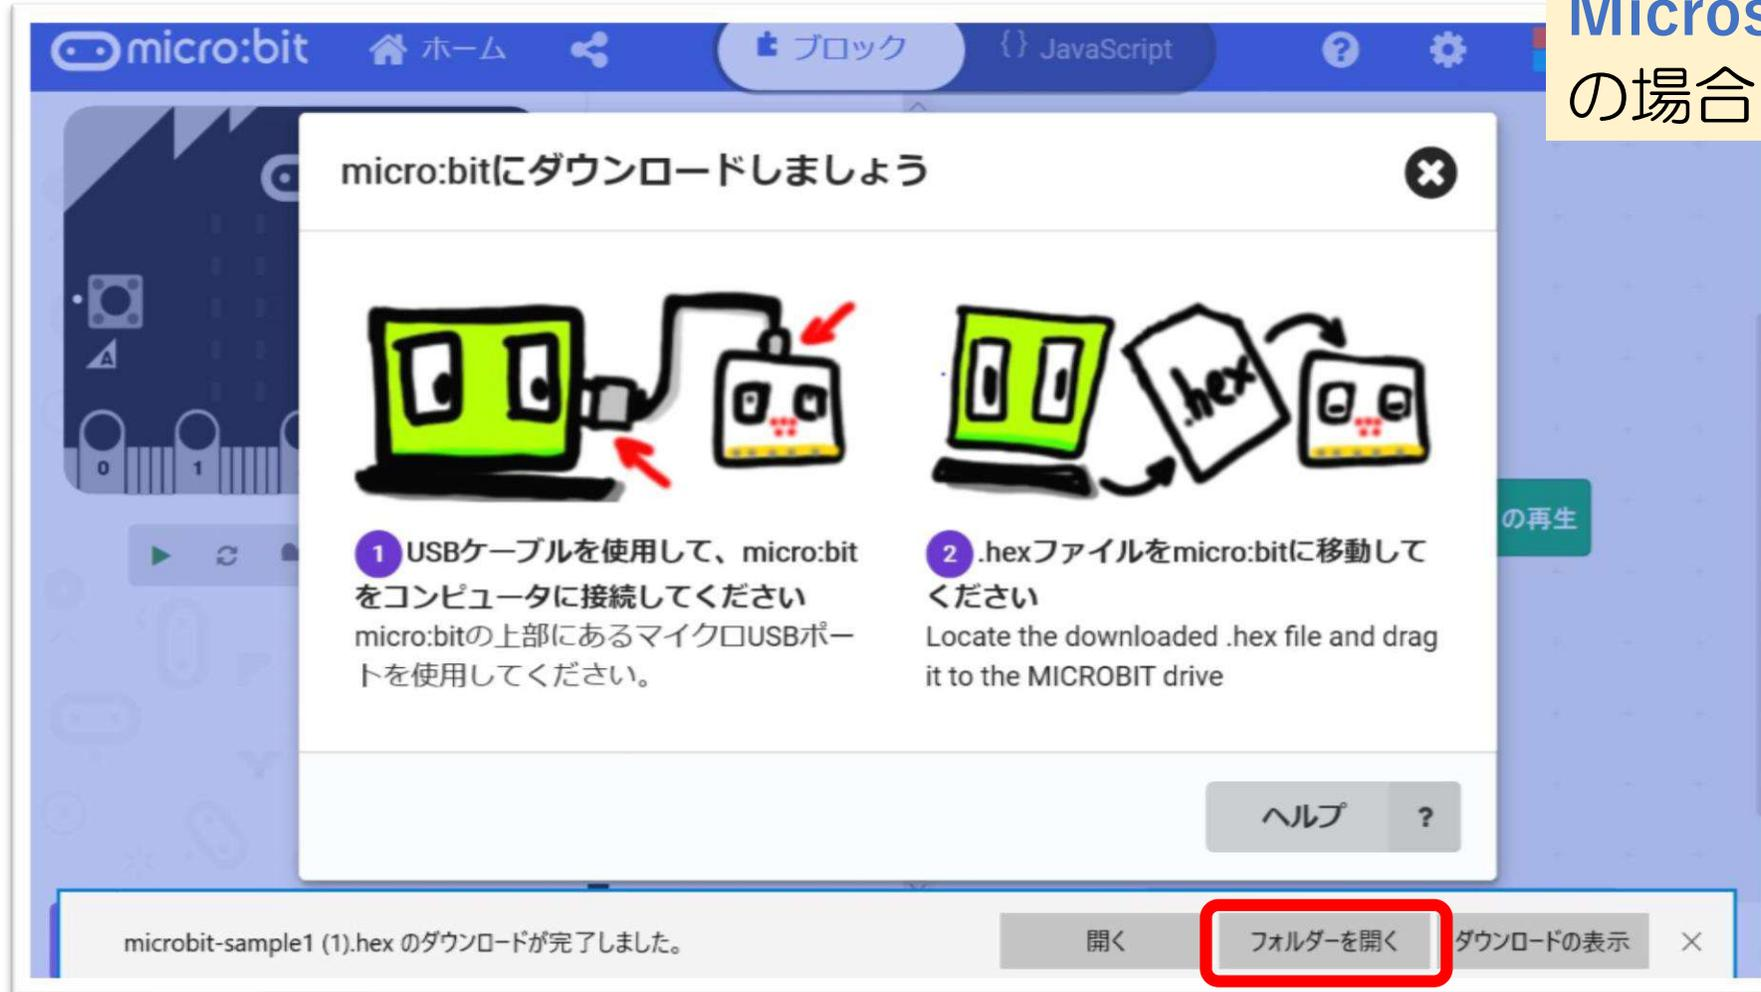 micro:bit ホーム ブロック {} JavaScript ?
Micros
の場合
micro:bitにダウンロードしましょう
A
0 1
.hex
1 USBケーブルを使用して、micro:bit
をコンピュータに接続してください
micro:bitの上部にあるマイクロUSBポー
トを使用してください。
2 .hexファイルをmicro:bitに移動して
ください
Locate the downloaded .hex file and drag
it to the MICROBIT drive
の再生
ヘルプ ?
microbit-sample1 (1).hex のダウンロードが完了しました。
開く フォルダーを開く ダウンロードの表示 ×